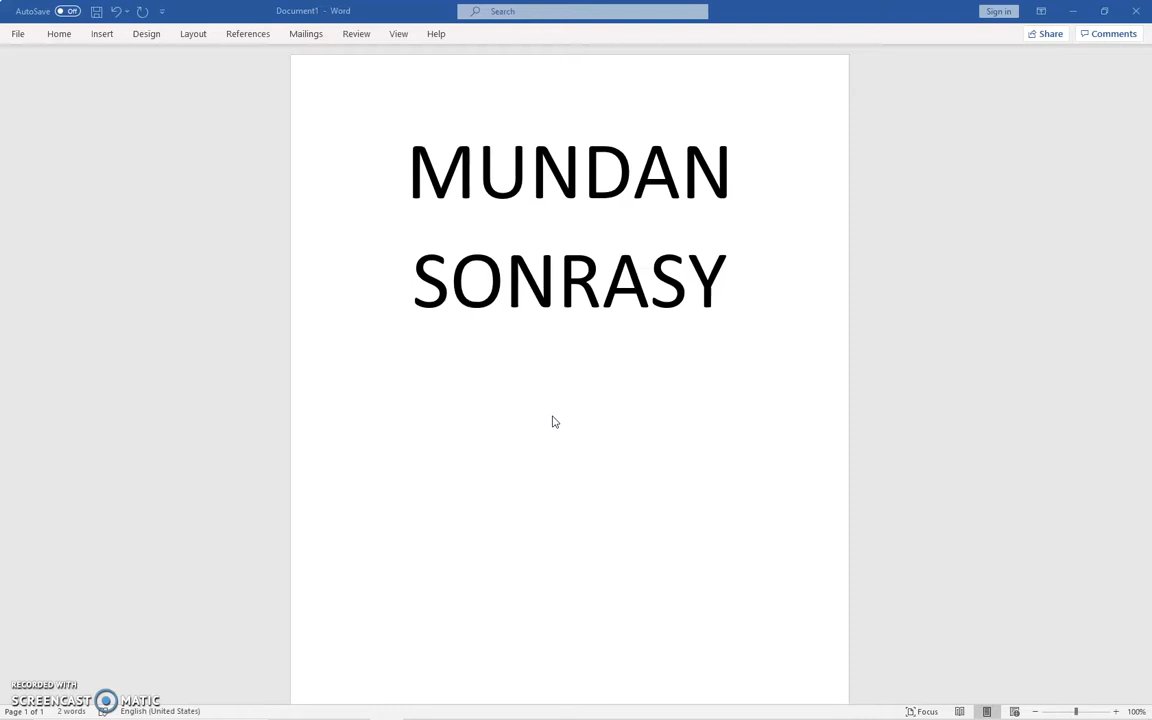 AutoSave Off Document1 - Word Search Sign in
File Home Insert Design Layout References Mailings Review View Help Share Comments
MUNDAN
SONRASY
RECORDED WITH
SCREENCAST MATIC
Page 1 of 1 2 words English (United States) Focus 100%